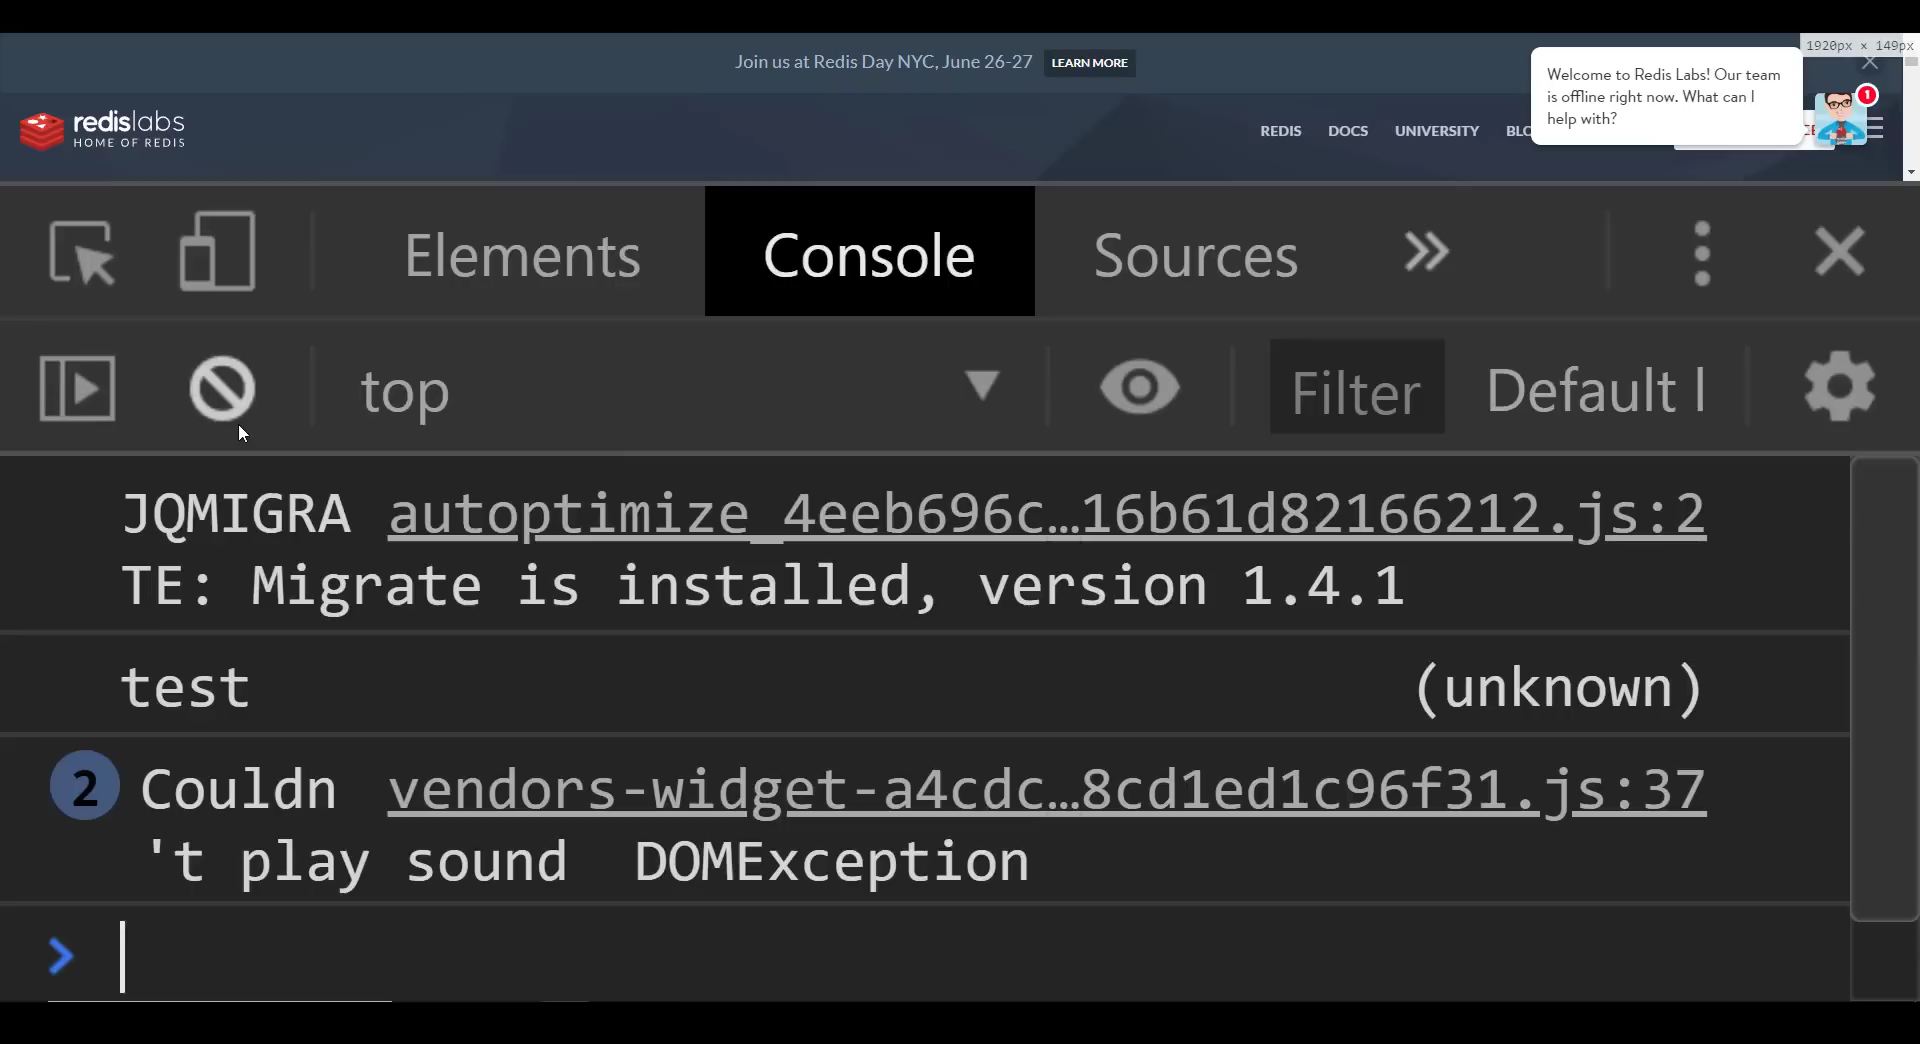 1920px × 149px
Join us at Redis Day NYC, June 26-27 LEARN MORE
Welcome to Redis Labs! Our team
is offline right now. What can I
help with?
1
redislabs
HOME OF REDIS
REDIS DOCS UNIVERSITY BLO
Elements Console Sources
top Filter Default l
JQMIGRA autoptimize_4eeb696c…16b61d82166212.js:2
TE: Migrate is installed, version 1.4.1
test (unknown)
2 Couldn vendors-widget-a4cdc…8cd1ed1c96f31.js:37
't play sound DOMException